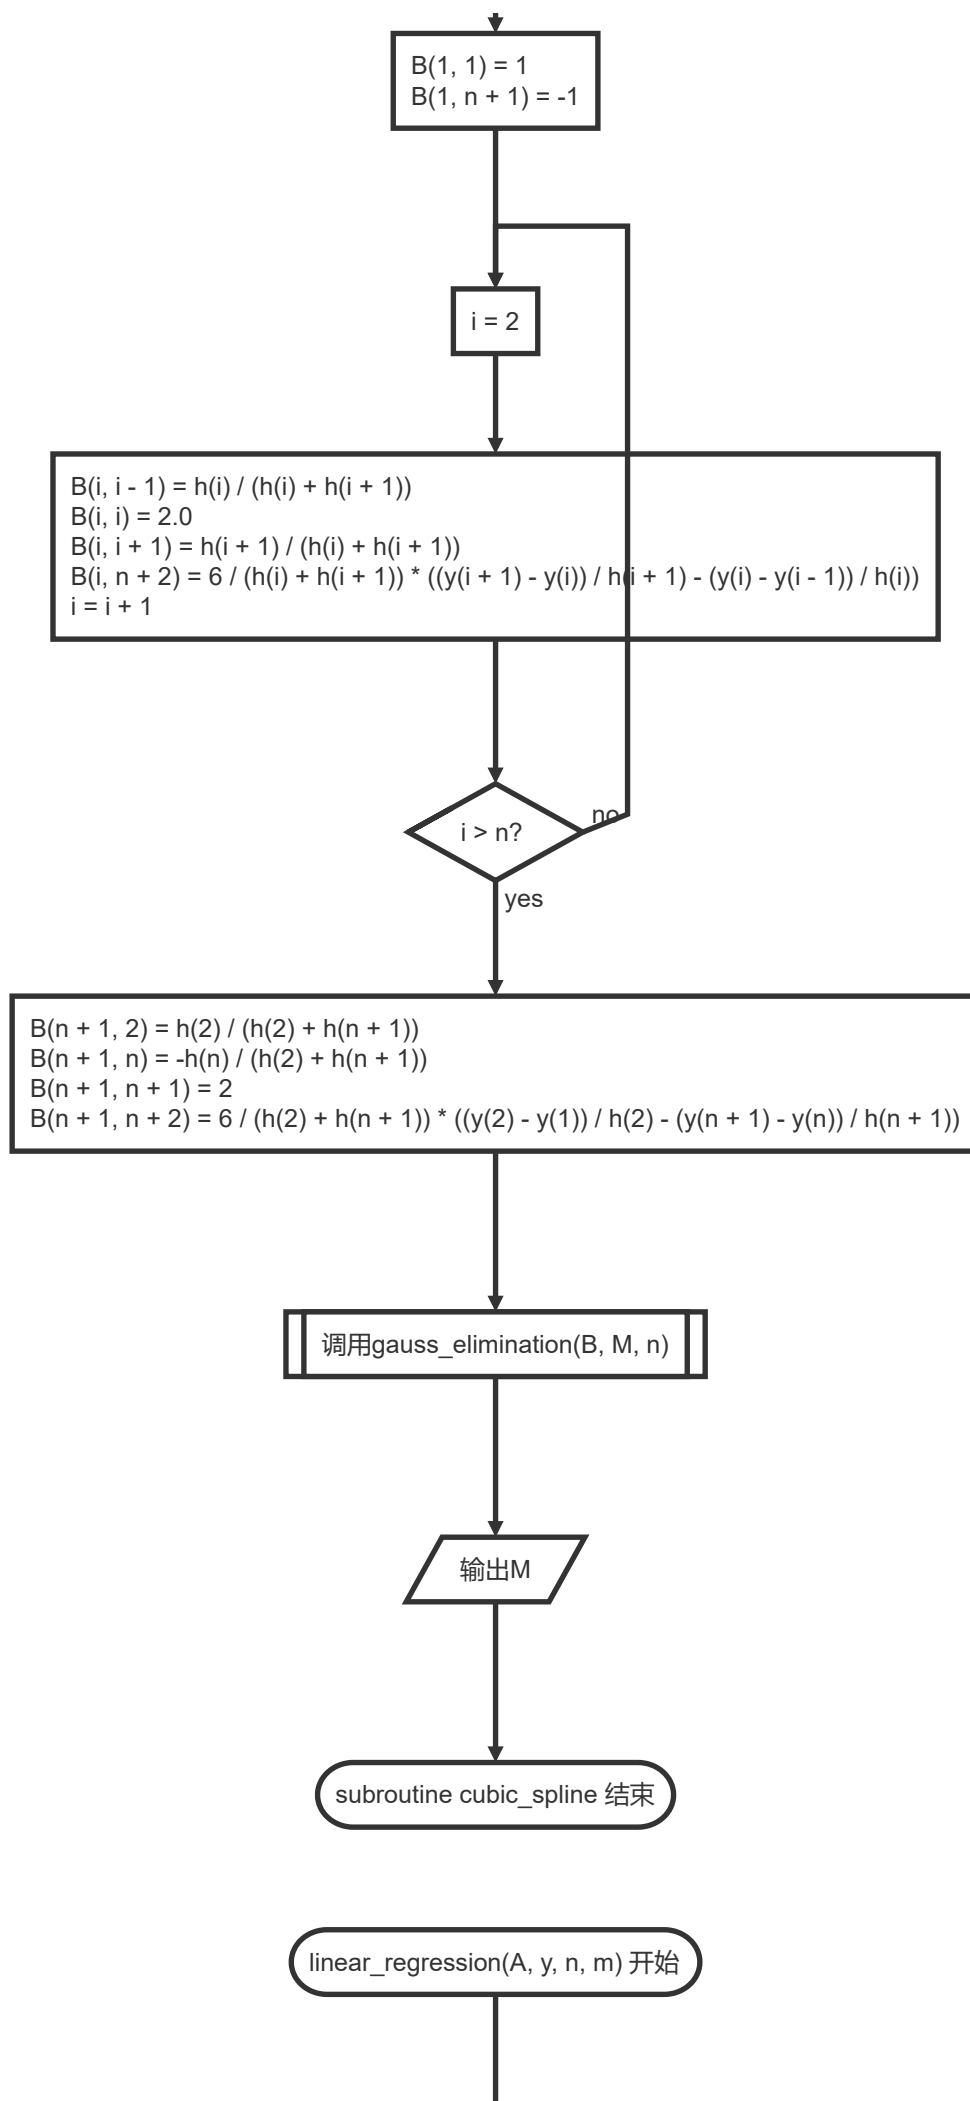 B(1, 1) = 1
B(1, n + 1) = -1
i = 2
B(i, i - 1) = h(i) / (h(i) + h(i + 1))
B(i, i) = 2.0
B(i, i + 1) = h(i + 1) / (h(i) + h(i + 1))
B(i, n + 2) = 6 / (h(i) + h(i + 1)) * ((y(i + 1) - y(i)) / h(i + 1) - (y(i) - y(i - 1)) / h(i))
i = i + 1
i > n?
no
yes
B(n + 1, 2) = h(2) / (h(2) + h(n + 1))
B(n + 1, n) = -h(n) / (h(2) + h(n + 1))
B(n + 1, n + 1) = 2
B(n + 1, n + 2) = 6 / (h(2) + h(n + 1)) * ((y(2) - y(1)) / h(2) - (y(n + 1) - y(n)) / h(n + 1))
调用gauss_elimination(B, M, n)
输出M
subroutine cubic_spline 结束
linear_regression(A, y, n, m) 开始